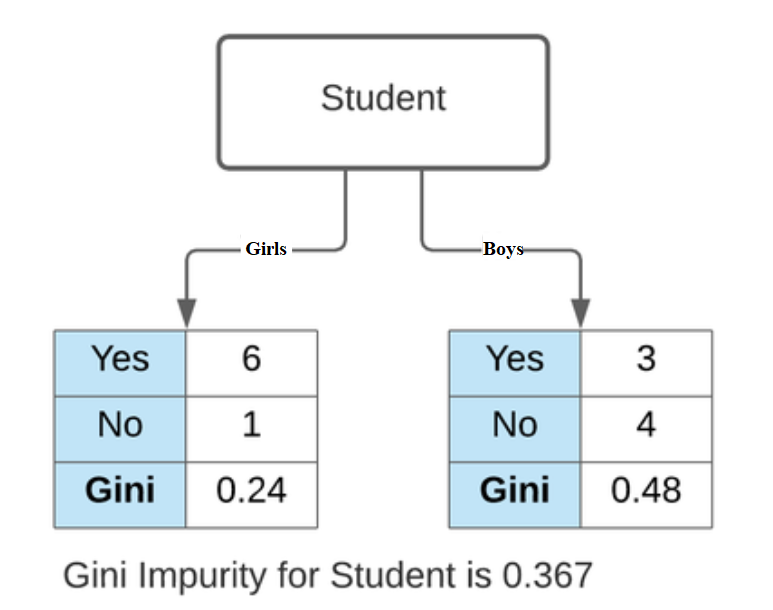 Student
Girls
Boys
Yes 6
No 1
Gini 0.24
Yes 3
No 4
Gini 0.48
Gini Impurity for Student is 0.367